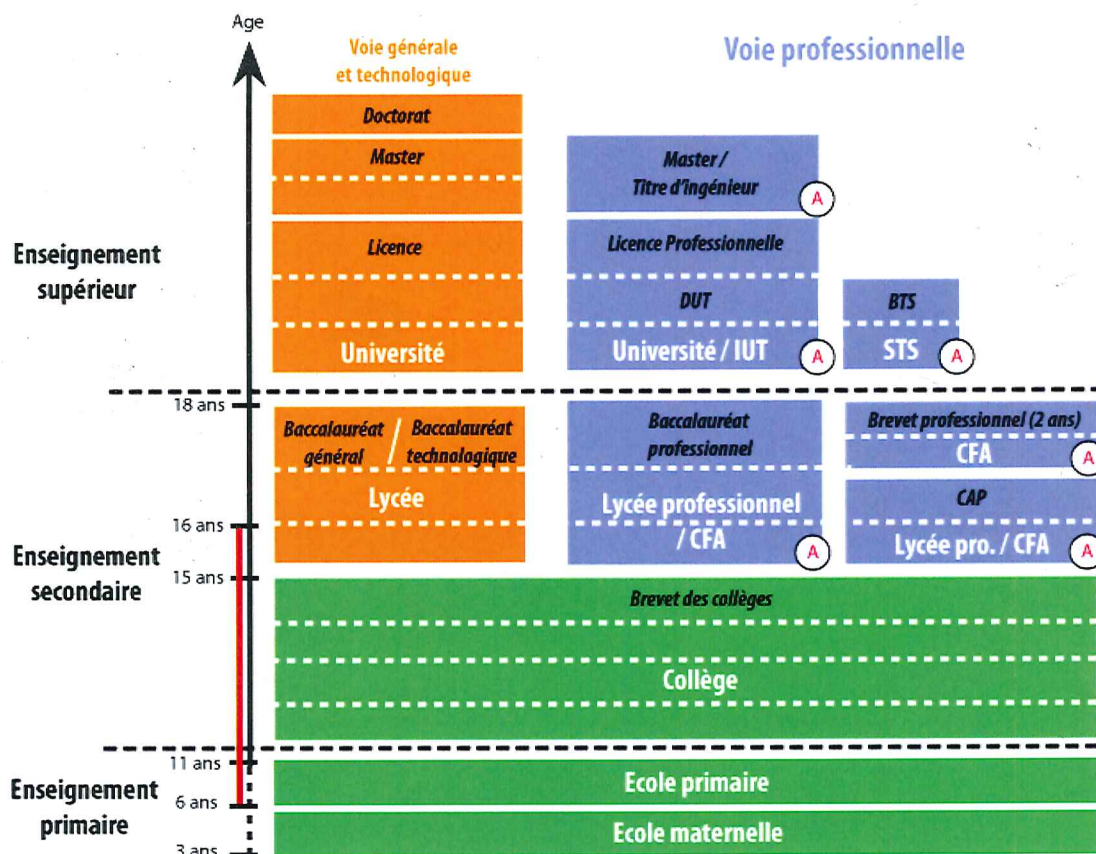 Age
Voie générale
et technologique
Voie professionnelle
Doctorat
Master
Master /
Titre d'ingénieur
A
Enseignement
supérieur
Licence
Licence Professionnelle
DUT
BTS
Université
Université / IUT
A
STS
A
18 ans
Baccalauréat
général
/
Baccalauréat
technologique
Baccalauréat
professionnel
Brevet professionnel (2 ans)
CFA
A
Lycée
Lycée professionnel
/ CFA
A
CAP
Lycée pro. / CFA
A
16 ans
Enseignement
secondaire
15 ans
Brevet des collèges
Collège
11 ans
Enseignement
primaire
Ecole primaire
6 ans
Ecole maternelle
3 ans